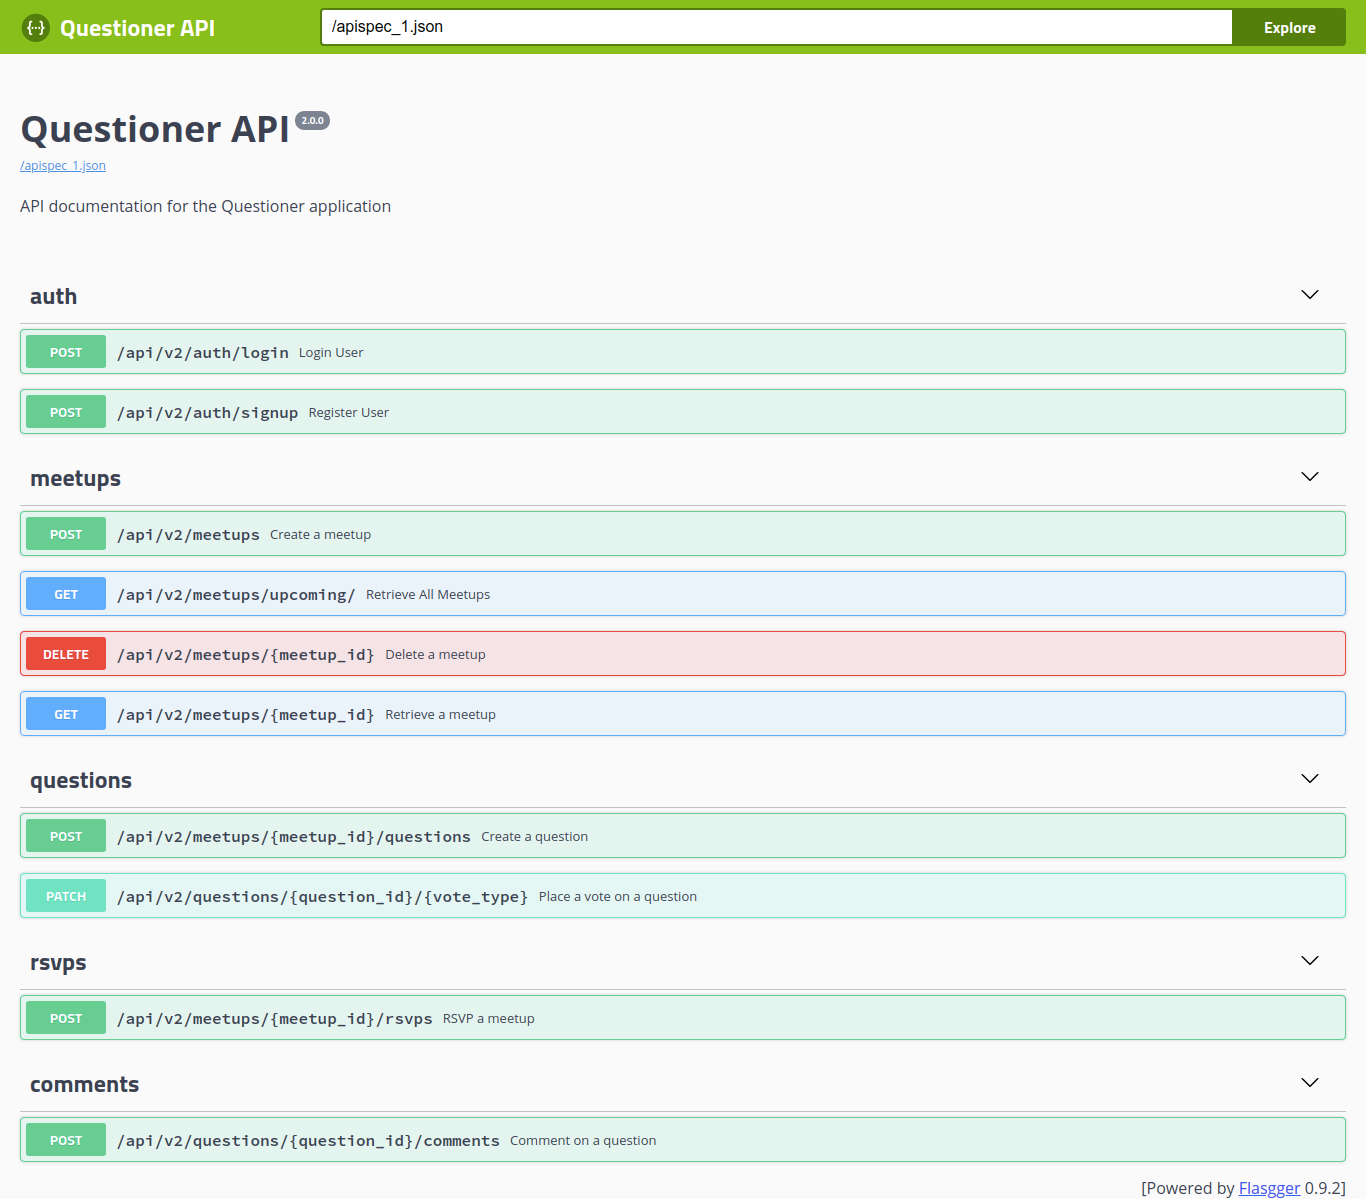 Questioner API
/apispec_1.json
Explore
Questioner API 2.0.0
/apispec_1.json
API documentation for the Questioner application
auth
POST /api/v2/auth/login Login User
POST /api/v2/auth/signup Register User
meetups
POST /api/v2/meetups Create a meetup
GET /api/v2/meetups/upcoming/ Retrieve All Meetups
DELETE /api/v2/meetups/{meetup_id} Delete a meetup
GET /api/v2/meetups/{meetup_id} Retrieve a meetup
questions
POST /api/v2/meetups/{meetup_id}/questions Create a question
PATCH /api/v2/questions/{question_id}/{vote_type} Place a vote on a question
rsvps
POST /api/v2/meetups/{meetup_id}/rsvps RSVP a meetup
comments
POST /api/v2/questions/{question_id}/comments Comment on a question
[Powered by Flasgger 0.9.2]